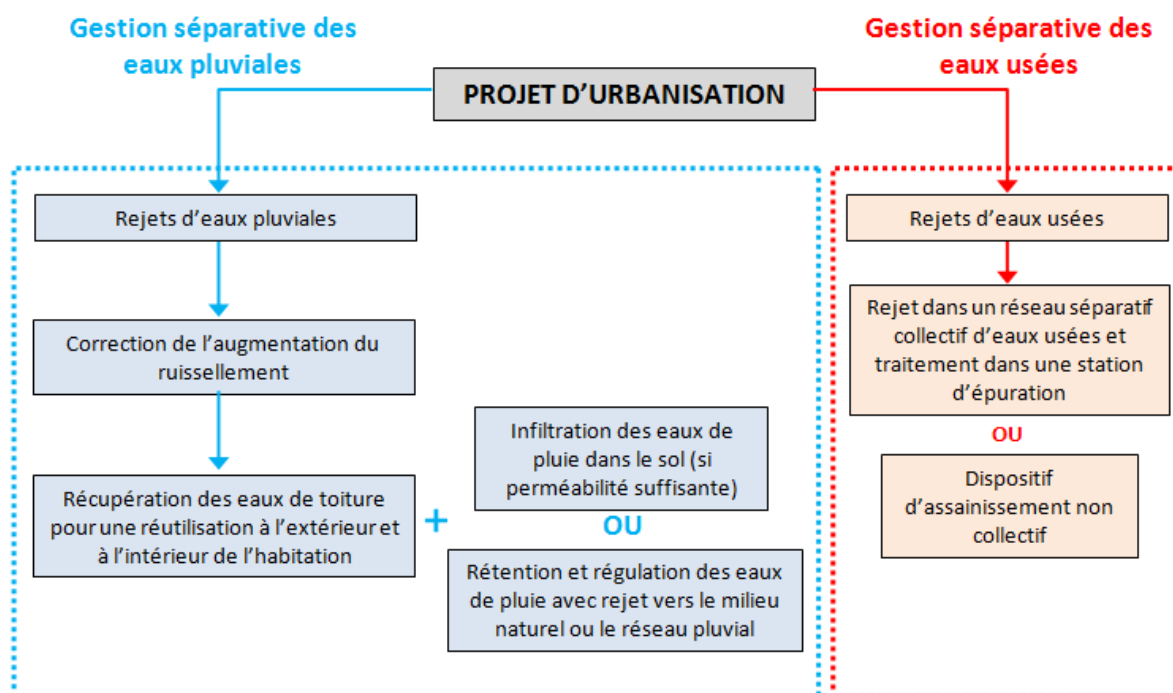 Gestion séparative des
eaux pluviales
Gestion séparative des
eaux usées
PROJET D’URBANISATION
Rejets d’eaux pluviales
Correction de l’augmentation du
ruissellement
Récupération des eaux de toiture
pour une réutilisation à l’extérieur et
à l’intérieur de l’habitation
+
Infiltration des eaux de
pluie dans le sol (si
perméabilité suffisante)
OU
Rétention et régulation des eaux
de pluie avec rejet vers le milieu
naturel ou le réseau pluvial
Rejets d’eaux usées
Rejet dans un réseau séparatif
collectif d’eaux usées et
traitement dans une station
d’épuration
OU
Dispositif
d’assainissement non
collectif